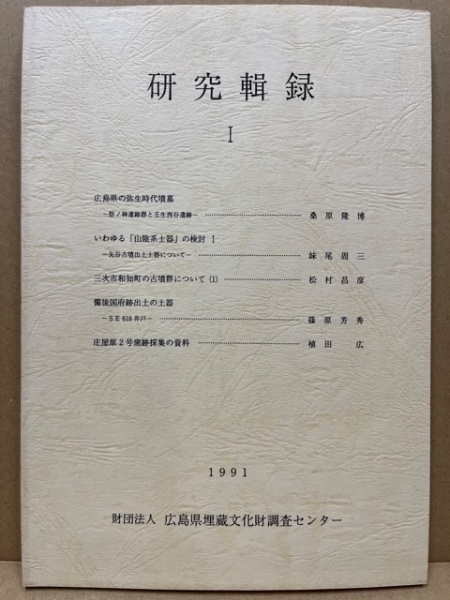 研究輯録
I
広島県の弥生時代墳墓
―歳ノ神遺跡群と壬生西谷遺跡― 桑原隆博
いわゆる「山陰系土器」の検討 I
―矢谷古墳出土土器について― 妹尾周三
三次市和知町の古墳群について(1) 松村昌彦
備後国府跡出土の土器
―SE618井戸― 篠原芳秀
庄屋原2号窯跡採集の資料 植田広
1991
財団法人 広島県埋蔵文化財調査センター